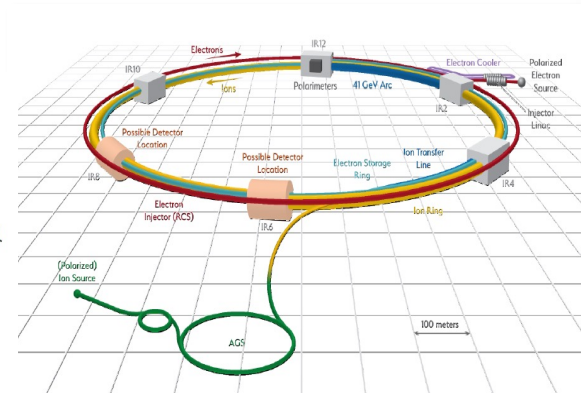 IR12
Electrons
Electron Cooler
Polarized
Electron
Source
IR10
Ions
Polarimeters
41 GeV Arc
IR2
Injector
Linac
Possible Detector
Location
Possible Detector
Location
Ion Transfer
Line
Electron Storage
Ring
IR8
IR4
Electron
Injector (RCS)
Ion Ring
IR6
(Polarized)
Ion Source
100 meters
AGS